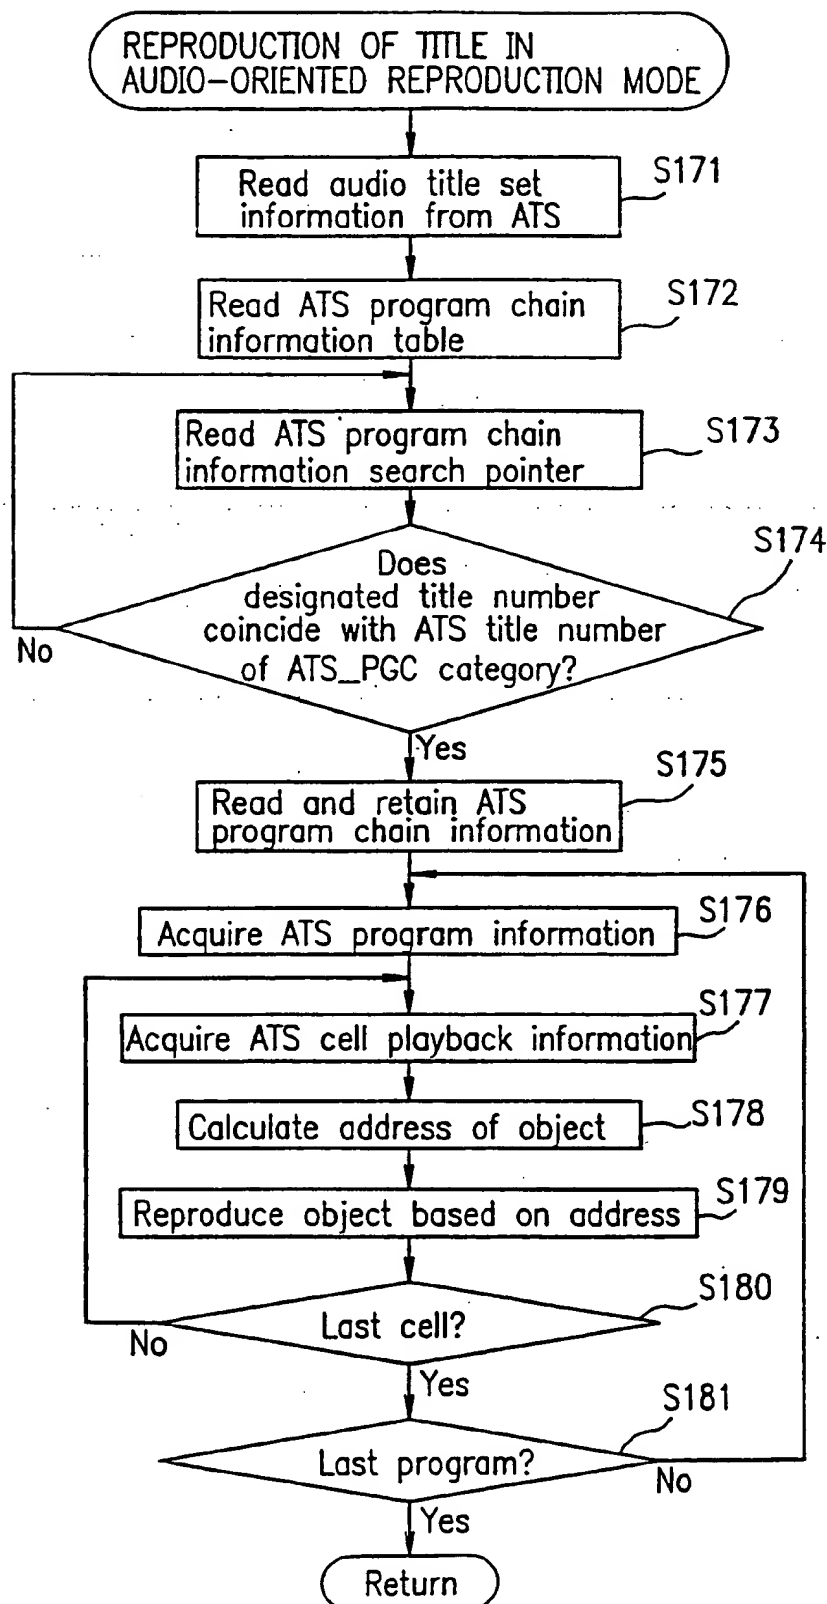 REPRODUCTION OF TITLE IN
AUDIO-ORIENTED REPRODUCTION MODE
S171
Read audio title set
information from ATS
S172
Read ATS program chain
information table
S173
Read ATS program chain
information search pointer
S174
Does
designated title number
coincide with ATS title number
of ATS_PGC category?
No
Yes
S175
Read and retain ATS
program chain information
S176
Acquire ATS program information
S177
Acquire ATS cell playback information
S178
Calculate address of object
S179
Reproduce object based on address
S180
Last cell?
No
Yes
S181
Last program?
No
Yes
Return